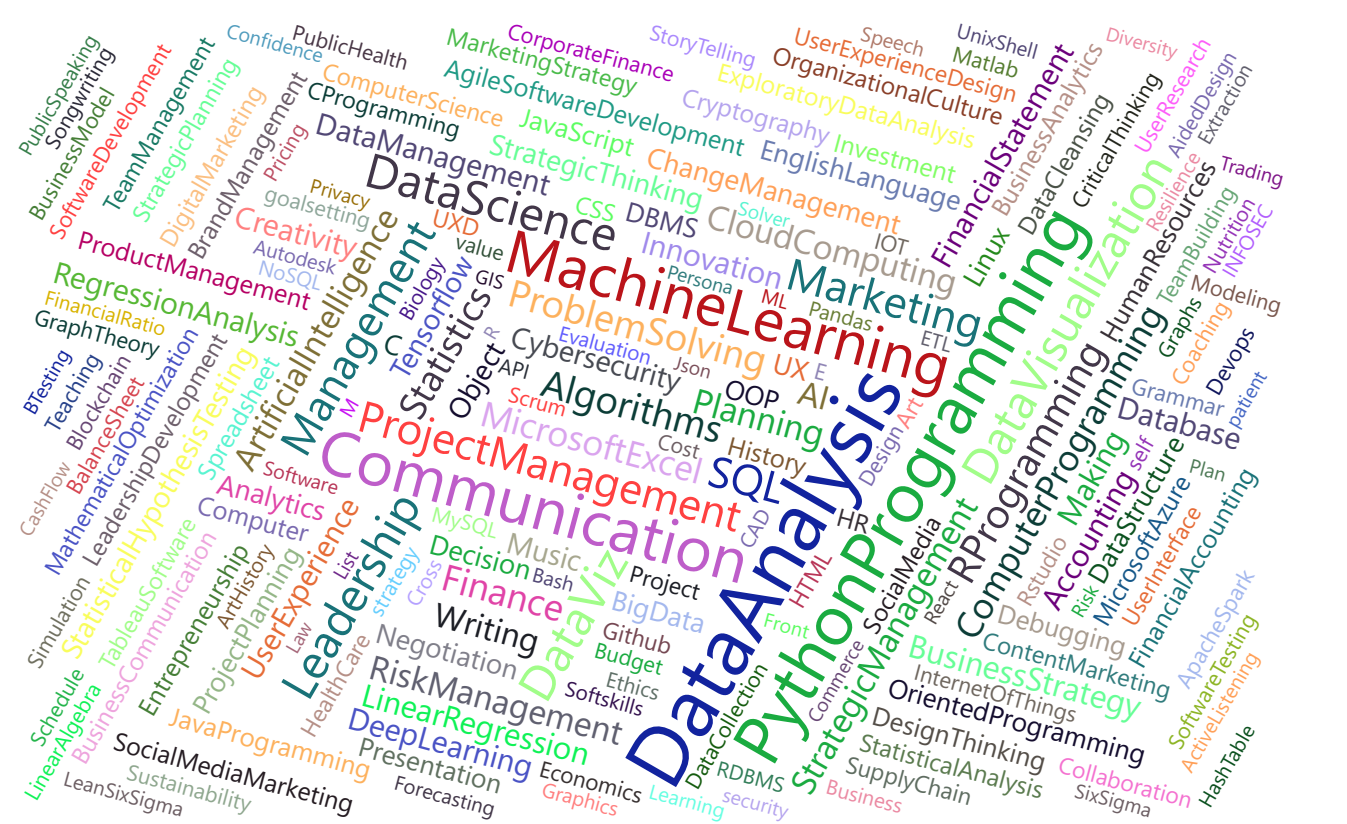 PublicSpeaking
Songwriting
BusinessModel
SoftwareDevelopment
TeamManagement
StrategicPlanning
DigitalMarketing
BrandManagement
Pricing
Confidence
PublicHealth
ComputerScience
CProgramming
DataManagement
MarketingStrategy
CorporateFinance
AgileSoftwareDevelopment
JavaScript
StrategicThinking
StoryTelling
ExploratoryDataAnalysis
Cryptography
UserExperienceDesign
Speech
OrganizationalCulture
UnixShell
Matlab
Diversity
EnglishLanguage
Investment
ChangeManagement
FinancialStatement
BusinessAnalytics
DataCleansing
CriticalThinking
UserResearch
AidedDesign
Extraction
DataScience
Privacy
goalsetting
Creativity
Autodesk
NoSQL
ProductManagement
RegressionAnalysis
FinancialRatio
GraphTheory
UXD
value
CSS
DBMS
Solver
CloudComputing
IOT
Innovation
Persona
MachineLearning
ML
Pandas
Marketing
ETL
Linux
Resilience
HumanResources
Trading
TeamBuilding
Nutrition
INFOSEC
Modeling
ArtificialIntelligence
Management
Biology
Tensorflow
GIS
Statistics
ProblemSolving
R
Cybersecurity
Evaluation
Json
UX
E
AI
OOP
Planning
Algorithms
API
Object
C
M
Scrum
MicrosoftExcel
Cost
History
SQL
ProjectManagement
Communication
DataAnalysis
Art
Design
PythonProgramming
DataVisualization
RProgramming
ComputerProgramming
Graphs
Coaching
Devops
patient
Grammar
Database
BTesting
Teaching
Blockchain
BalanceSheet
CashFlow
MathematicalOptimization
LeadershipDevelopment
StatisticalHypothesisTesting
Spreadsheet
Software
Analytics
Computer
Making
self
Accounting
DataStructure
Plan
MicrosoftAzure
UserInterface
FinancialAccounting
Rstudio
Risk
React
Debugging
SocialMedia
StrategicManagement
HR
CAD
HTML
Front
MySQL
Music
Decision
Bash
Finance
Project
BigData
DataViz
Writing
Github
Budget
Ethics
Softskills
Negotiation
RiskManagement
LinearRegression
DeepLearning
Presentation
Forecasting
Economics
Graphics
Leadership
strategy
Cross
List
UserExperience
Law
HealthCare
ProjectPlanning
ArtHistory
Entrepreneurship
BusinessCommunication
TableauSoftware
Simulation
Schedule
LinearAlgebra
JavaProgramming
SocialMediaMarketing
Sustainability
LeanSixSigma
Learning
security
DataCollection
RDBMS
Commerce
Business
BusinessStrategy
ContentMarketing
InternetOfThings
OrientedProgramming
DesignThinking
StatisticalAnalysis
SupplyChain
Collaboration
SixSigma
ApacheSpark
SoftwareTesting
ActiveListening
HashTable